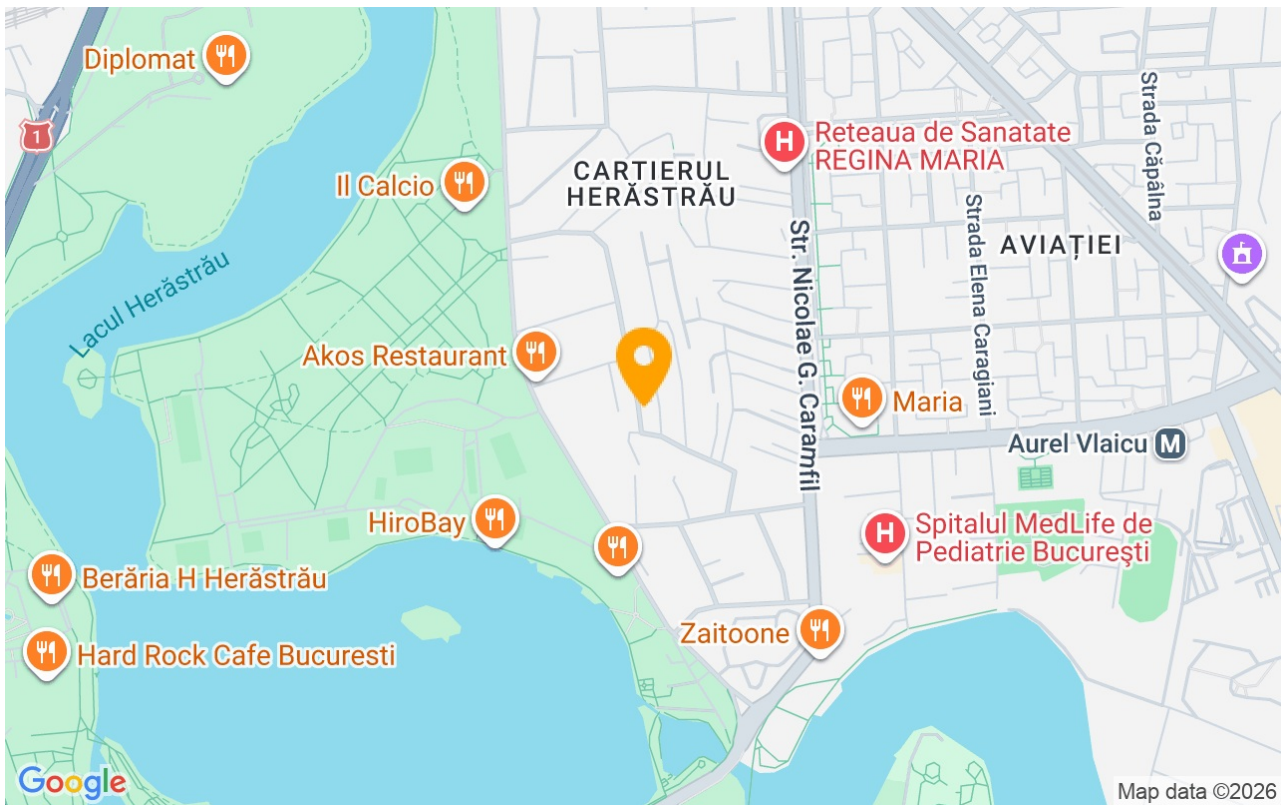 Diplomat
1
Il Calcio
Lacul Herăstrău
CARTIERUL
HERĂSTRĂU
H
Reteaua de Sanatate
REGINA MARIA
Strada Căpâlna
AVIAȚIEI
Strada Elena Caragiani
Str. Nicolae G. Caramfil
Akos Restaurant
Maria
Aurel Vlaicu M
HiroBay
H
Spitalul MedLife de
Pediatrie București
Berăria H Herăstrău
Hard Rock Cafe Bucuresti
Zaitoone
Google
Map data ©2026